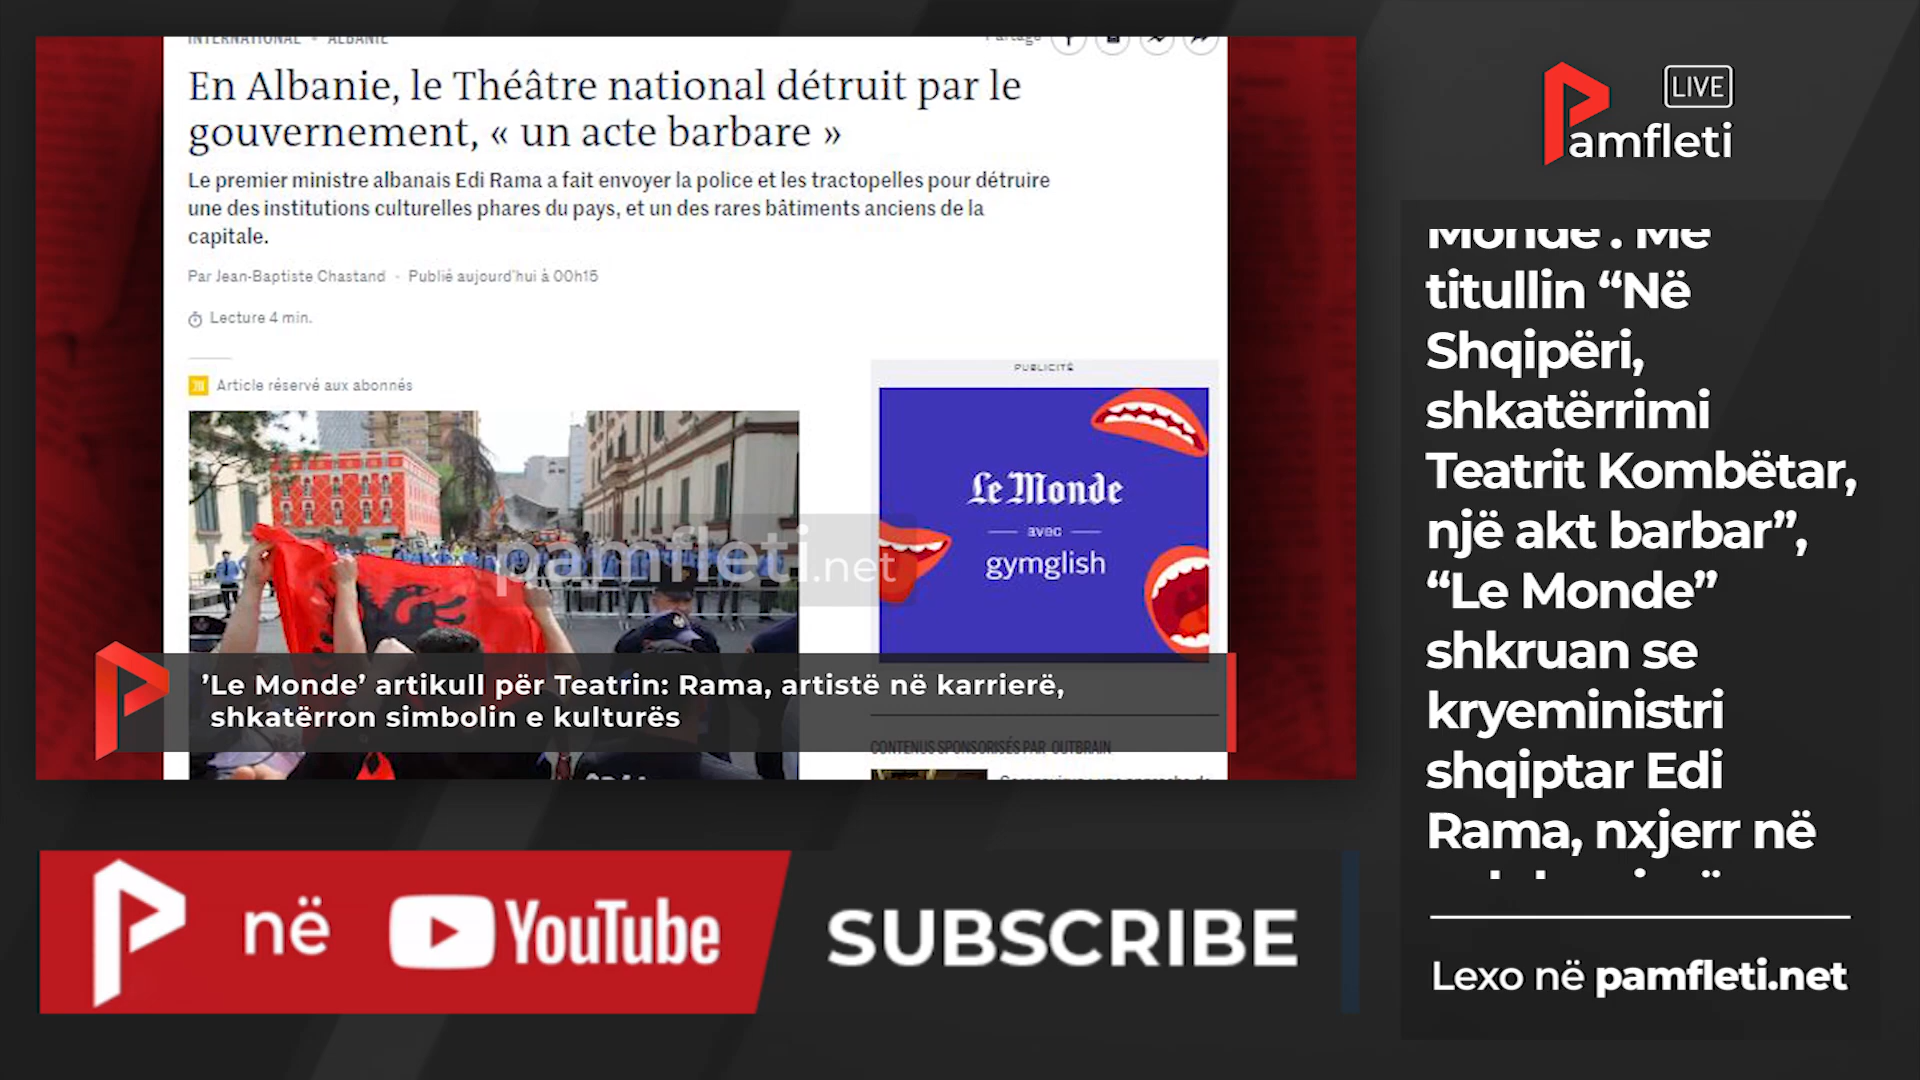 INTERNATIONAL • ALBANIE
Partage
En Albanie, le Théâtre national détruit par le
gouvernement, « un acte barbare »
Le premier ministre albanais Edi Rama a fait envoyer la police et les tractopelles pour détruire
une des institutions culturelles phares du pays, et un des rares bâtiments anciens de la
capitale.
Par Jean-Baptiste Chastand • Publié aujourd'hui à 00h15
Lecture 4 min.
Article réservé aux abonnés
PUBLICITÉ
Le Monde
avec
gymglish
pamfleti.net
’Le Monde’ artikull për Teatrin: Rama, artistë në karrierë,
shkatërron simbolin e kulturës
CONTENUS SPONSORISÉS PAR OUTBRAIN
në YouTube
SUBSCRIBE
LIVE
Pamfleti
Monde’. Me
titullin “Në
Shqipëri,
shkatërrimi
Teatrit Kombëtar,
një akt barbar”,
“Le Monde”
shkruan se
kryeministri
shqiptar Edi
Rama, nxjerr në
Lexo në pamfleti.net